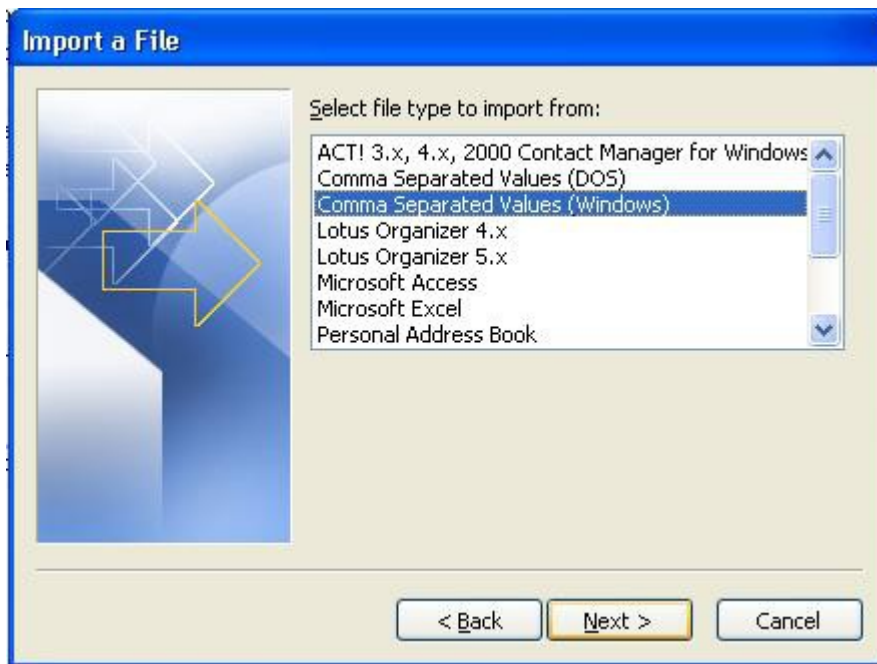 Import a File
Select file type to import from:
ACT! 3.x, 4.x, 2000 Contact Manager for Windows
Comma Separated Values (DOS)
Comma Separated Values (Windows)
Lotus Organizer 4.x
Lotus Organizer 5.x
Microsoft Access
Microsoft Excel
Personal Address Book
< Back Next > Cancel